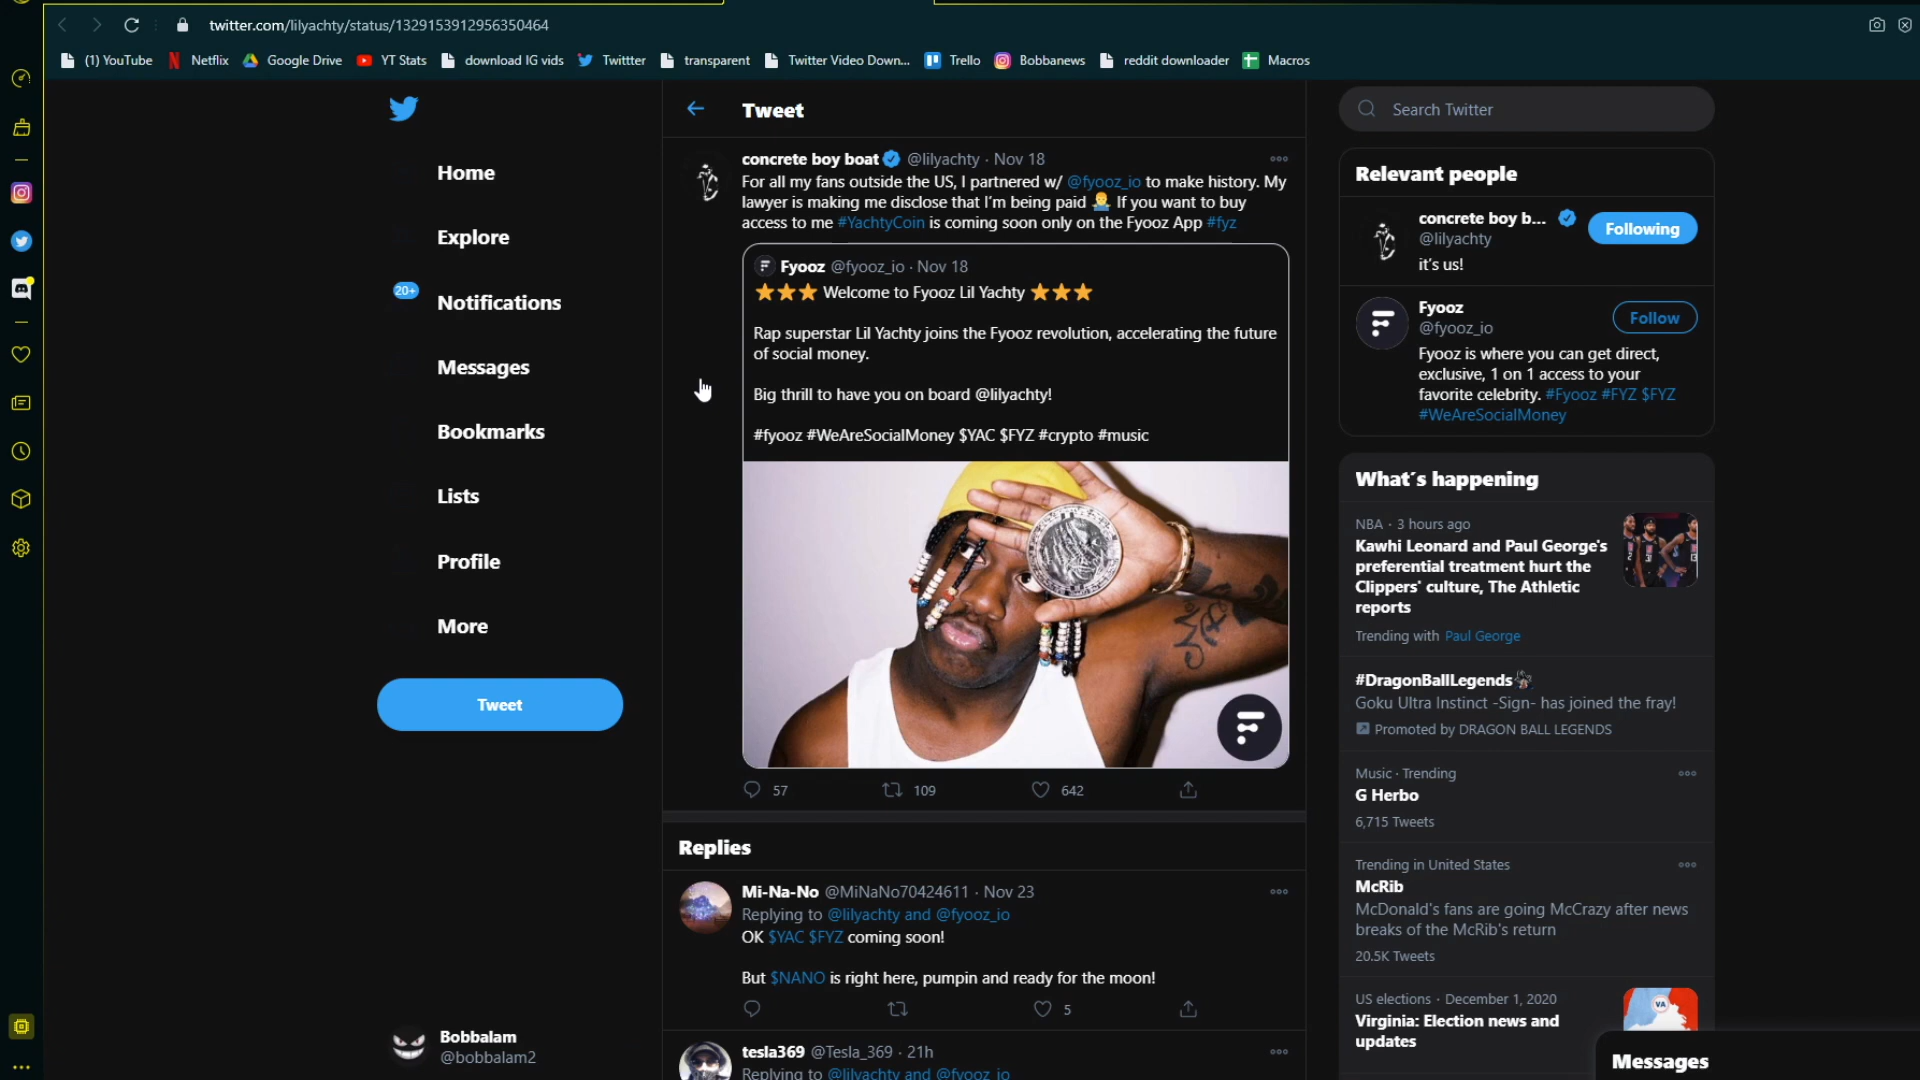 twitter.com/lilyachty/status/1329153912956350464
(1) YouTube
Netflix
Google Drive
YT Stats
download IG vids
Twittter
transparent
Twitter Video Down...
Trello
Bobbanews
reddit downloader
Macros
Home
Explore
20+
Notifications
Messages
Bookmarks
Lists
Profile
More
Tweet
Bobbalam
@bobbalam2
Tweet
concrete boy boat @lilyachty · Nov 18
For all my fans outside the US, I partnered w/ @fyooz_io to make history. My
lawyer is making me disclose that I'm being paid 🤷‍♂️ If you want to buy
access to me #YachtyCoin is coming soon only on the Fyooz App #fyz
Fyooz @fyooz_io · Nov 18
⭐⭐⭐ Welcome to Fyooz Lil Yachty ⭐⭐⭐
Rap superstar Lil Yachty joins the Fyooz revolution, accelerating the future
of social money.
Big thrill to have you on board @lilyachty!
#fyooz #WeAreSocialMoney $YAC $FYZ #crypto #music
57
109
642
Replies
Mi-Na-No @MiNaNo70424611 · Nov 23
Replying to @lilyachty and @fyooz_io
OK $YAC $FYZ coming soon!
But $NANO is right here, pumpin and ready for the moon!
5
tesla369 @Tesla_369 · 21h
Replying to @lilyachty and @fyooz_io
Search Twitter
Relevant people
concrete boy b...
Following
@lilyachty
it's us!
Fyooz
Follow
@fyooz_io
Fyooz is where you can get direct,
exclusive, 1 on 1 access to your
favorite celebrity. #Fyooz #FYZ $FYZ
#WeAreSocialMoney
What´s happening
NBA · 3 hours ago
Kawhi Leonard and Paul George's
preferential treatment hurt the
Clippers' culture, The Athletic
reports
Trending with Paul George
#DragonBallLegends
Goku Ultra Instinct -Sign- has joined the fray!
Promoted by DRAGON BALL LEGENDS
Music · Trending
G Herbo
6,715 Tweets
Trending in United States
McRib
McDonald's fans are going McCrazy after news
breaks of the McRib's return
20.5K Tweets
US elections · December 1, 2020
Virginia: Election news and
updates
VA
Messages